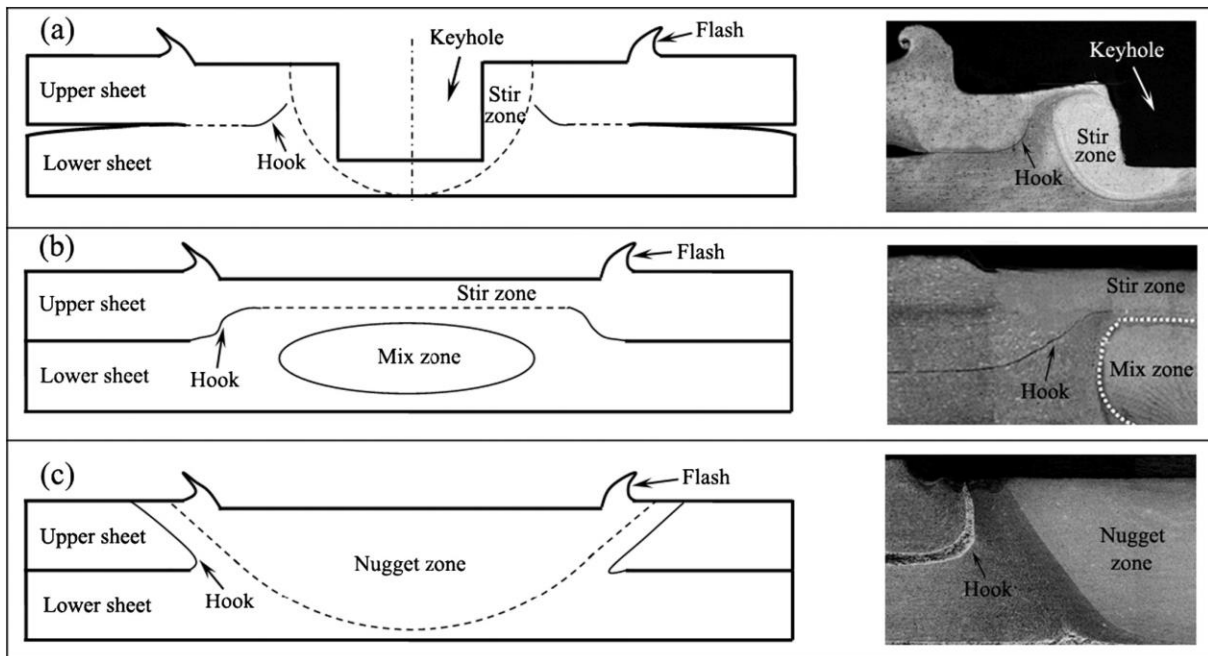 (a)
Keyhole
Flash
Upper sheet
Stir
zone
Hook
Lower sheet
Keyhole
Stir
zone
Hook
(b)
Flash
Upper sheet
Stir zone
Mix zone
Lower sheet
Hook
Stir zone
Mix zone
Hook
(c)
Flash
Upper sheet
Nugget zone
Lower sheet
Hook
Nugget
zone
Hook